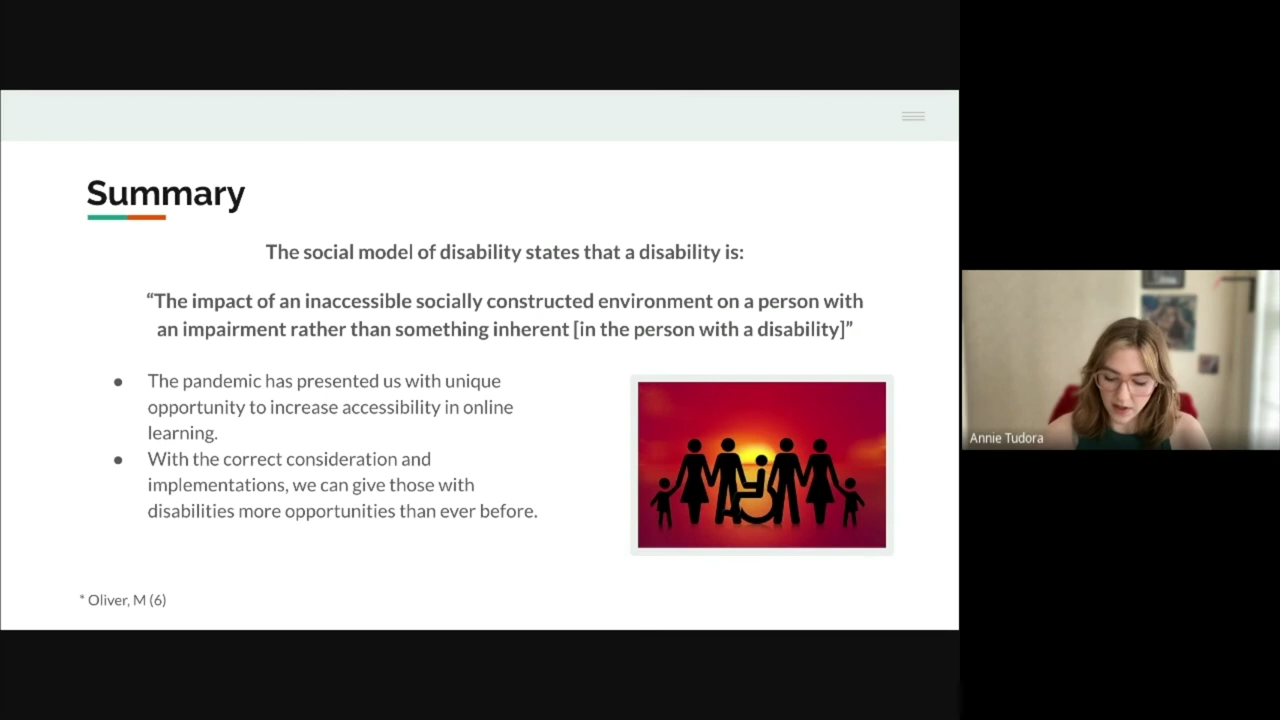 Summary
The social model of disability states that a disability is:
“The impact of an inaccessible socially constructed environment on a person with
an impairment rather than something inherent [in the person with a disability]”
● The pandemic has presented us with unique
opportunity to increase accessibility in online
learning.
● With the correct consideration and
implementations, we can give those with
disabilities more opportunities than ever before.
* Oliver, M (6)
Annie Tudora